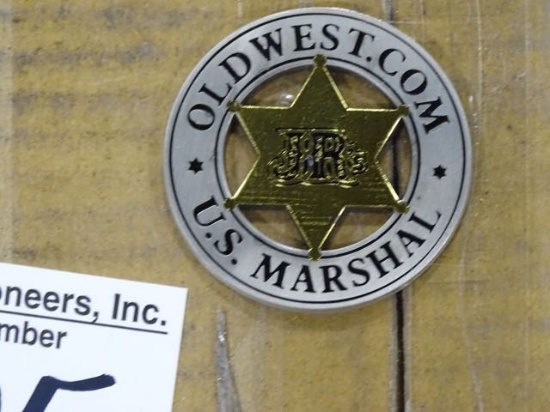 OLDWEST.COM
U.S. MARSHAL
oneers, Inc.
mber